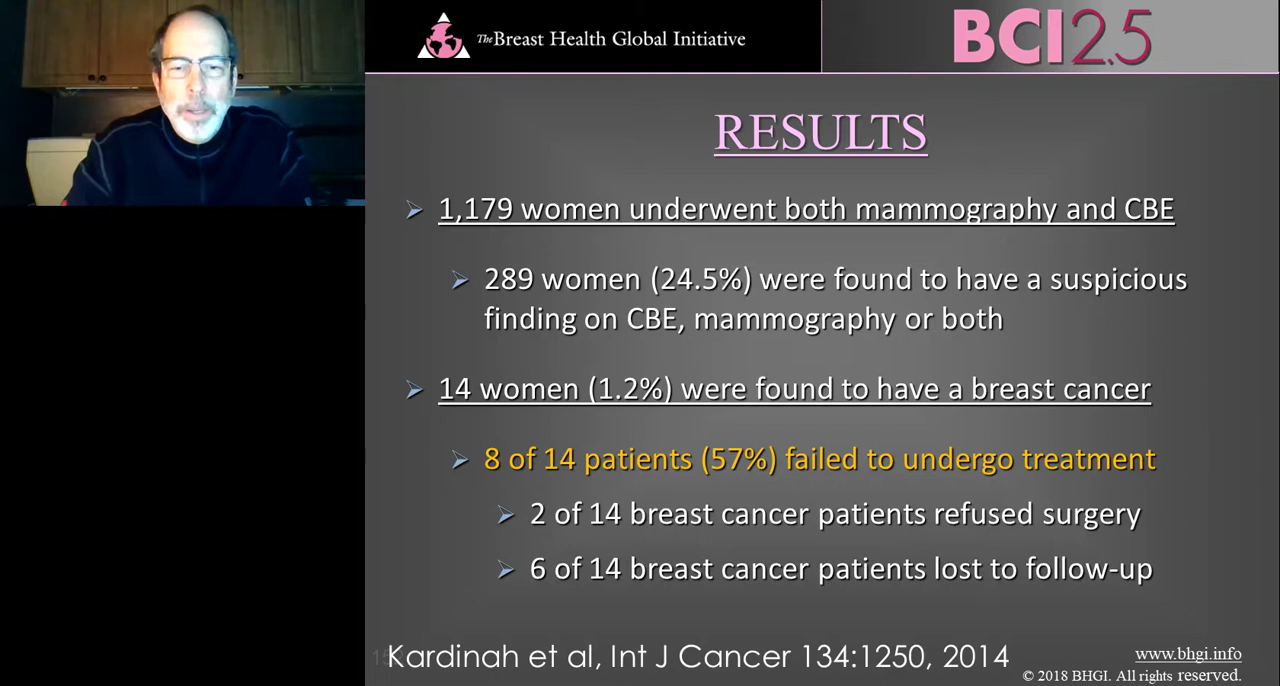 The Breast Health Global Initiative
BCI2.5
RESULTS
1,179 women underwent both mammography and CBE
289 women (24.5%) were found to have a suspicious
finding on CBE, mammography or both
14 women (1.2%) were found to have a breast cancer
8 of 14 patients (57%) failed to undergo treatment
2 of 14 breast cancer patients refused surgery
6 of 14 breast cancer patients lost to follow-up
Kardinah et al, Int J Cancer 134:1250, 2014
www.bhgi.info
© 2018 BHGI. All rights reserved.